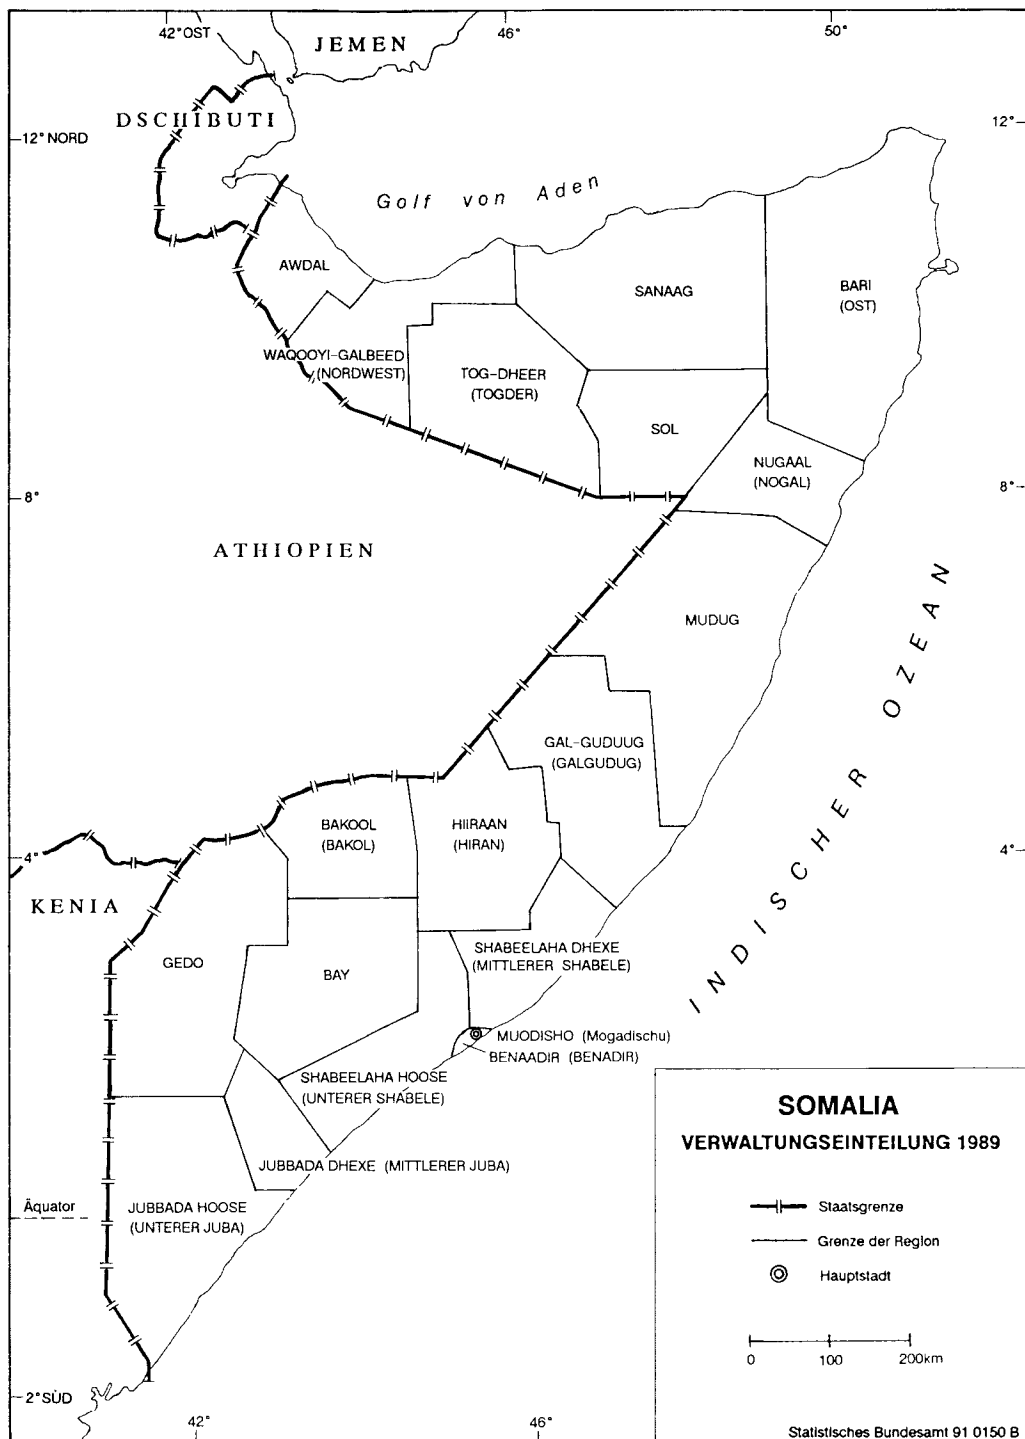 42° OST
46°
50°
JEMEN
DSCHIBUTI
12° NORD
12°
Golf von Aden
AWDAL
SANAAG
BARI
(OST)
WAQOOYI-GALBEED
(NORDWEST)
TOG-DHEER
(TOGDER)
SOL
NUGAAL
(NOGAL)
8°
8°
ATHIOPIEN
MUDUG
INDISCHER OZEAN
GAL-GUDUUG
(GALGUDUG)
BAKOOL
(BAKOL)
HIIRAAN
(HIRAN)
4°
4°
KENIA
GEDO
BAY
SHABEELAHA DHEXE
(MITTLERER SHABELE)
MUODISHO (Mogadischu)
BENAADIR (BENADIR)
SHABEELAHA HOOSE
(UNTERER SHABELE)
JUBBADA DHEXE (MITTLERER JUBA)
Äquator
JUBBADA HOOSE
(UNTERER JUBA)
2° SÜD
42°
46°
SOMALIA
VERWALTUNGSEINTEILUNG 1989
Staatsgrenze
Grenze der Region
Hauptstadt
0 100 200km
Statistisches Bundesamt 91 0150 B